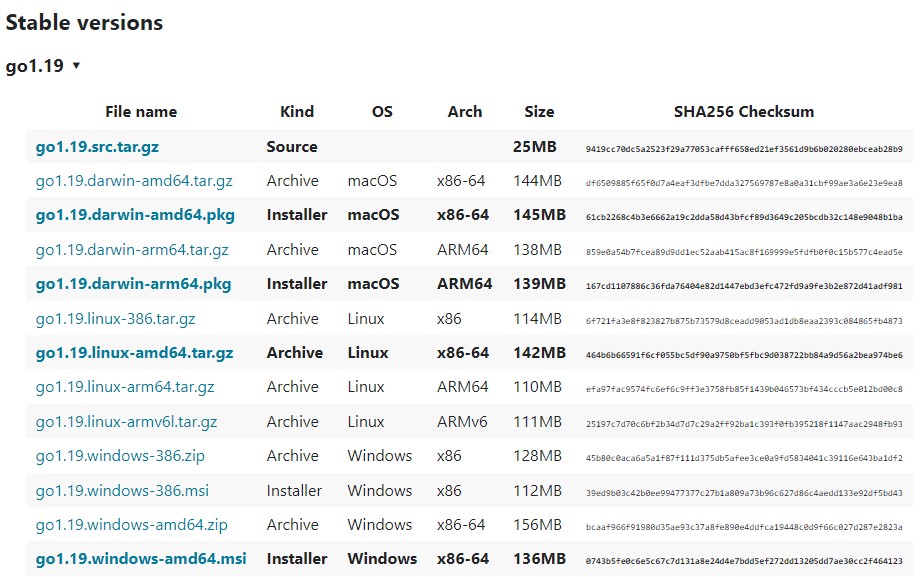 Stable versions
go1.19 ▾
File name Kind OS Arch Size SHA256 Checksum
go1.19.src.tar.gz Source 25MB 9419cc70dc5a2523f29a77053cafff658ed21ef3561d9b6b020280ebceab28b9
go1.19.darwin-amd64.tar.gz Archive macOS x86-64 144MB df6509885f65f0d7a4eaf3dfbe7dda327569787e8a0a31cbf99ae3a6e23e9ea8
go1.19.darwin-amd64.pkg Installer macOS x86-64 145MB 61cb2268c4b3e6662a19c2dda58d43bfcf89d3649c205bcdb32c148e9048b1ba
go1.19.darwin-arm64.tar.gz Archive macOS ARM64 138MB 859e0a54b7fcea89d9dd1ec52aab415ac8f169999e5fdfb0f0c15b577c4ead5e
go1.19.darwin-arm64.pkg Installer macOS ARM64 139MB 167cd1107886c36fda76404e82d1447ebd3efc472fd9a9fe3b2e872d41adf981
go1.19.linux-386.tar.gz Archive Linux x86 114MB 6f721fa3e8f823827b875b73579d8ceadd9053ad1db8eaa2393c084865fb4873
go1.19.linux-amd64.tar.gz Archive Linux x86-64 142MB 464b6b66591f6cf055bc5df90a9750bf5fbc9d038722bb84a9d56a2bea974be6
go1.19.linux-arm64.tar.gz Archive Linux ARM64 110MB efa97fac9574fc6ef6c9ff3e3758fb85f1439b046573bf434cccb5e012bd00c8
go1.19.linux-armv6l.tar.gz Archive Linux ARMv6 111MB 25197c7d70c6bf2b34d7d7c29a2ff92ba1c393f0fb395218f1147aac2948fb93
go1.19.windows-386.zip Archive Windows x86 128MB 45b80c0aca6a5a1f87f111d375db5afee3ce0a9fd5834041c39116e643ba1df2
go1.19.windows-386.msi Installer Windows x86 112MB 39ed9b03c42b0ee99477377c27b1a809a73b96c627d86c4aedd133e92df5bd43
go1.19.windows-amd64.zip Archive Windows x86-64 156MB bcaaf966f91980d35ae93c37a8fe890e4ddfca19448c0d9f66c027d287e2823a
go1.19.windows-amd64.msi Installer Windows x86-64 136MB 0743b5fe0c6e5c67c7d131a8e24d4e7bdd5ef272dd13205dd7ae30cc2f464123